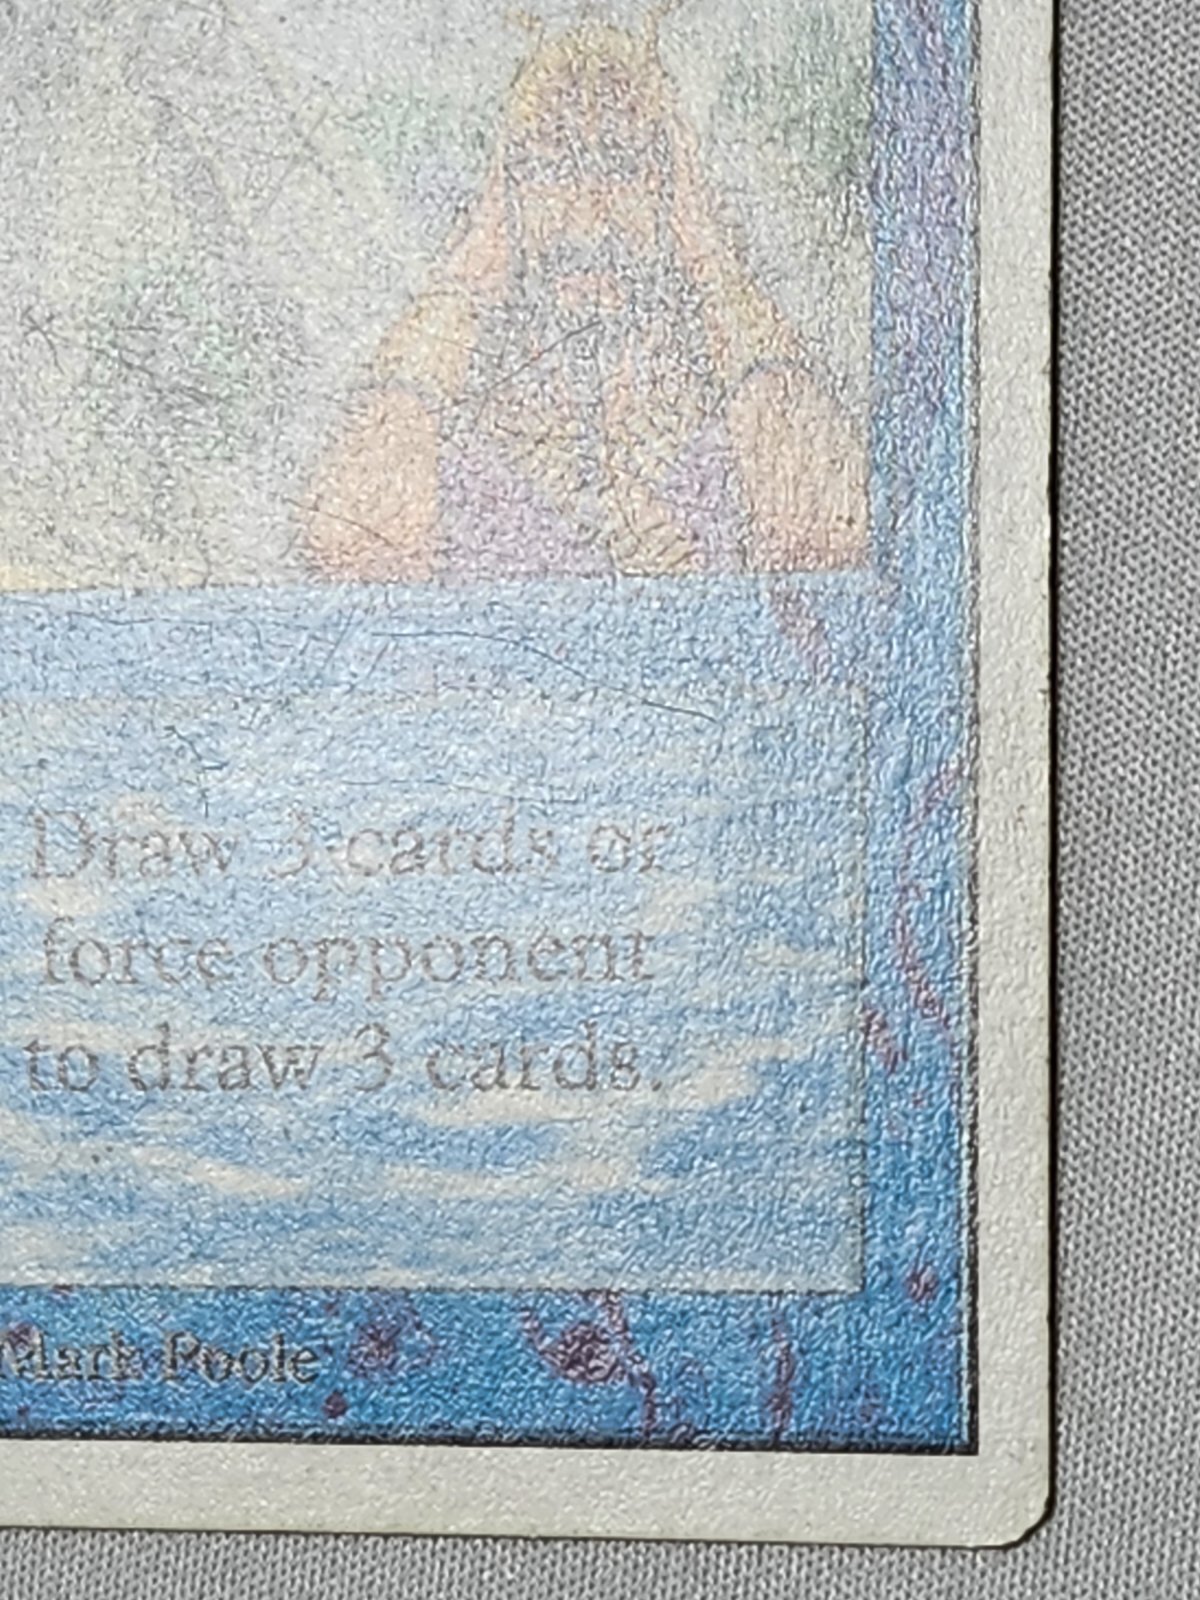 Draw 3 cards or
force opponent
to draw 3 cards.
Mark Poole